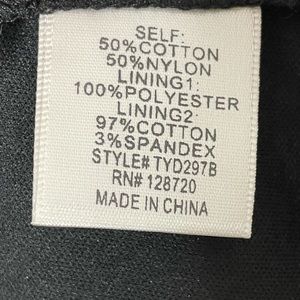 SELF:
50%COTTON
50%NYLON
LINING1:
100%POLYESTER
LINING2:
97%COTTON
3%SPANDEX
STYLE#TYD297B
RN# 128720
MADE IN CHINA